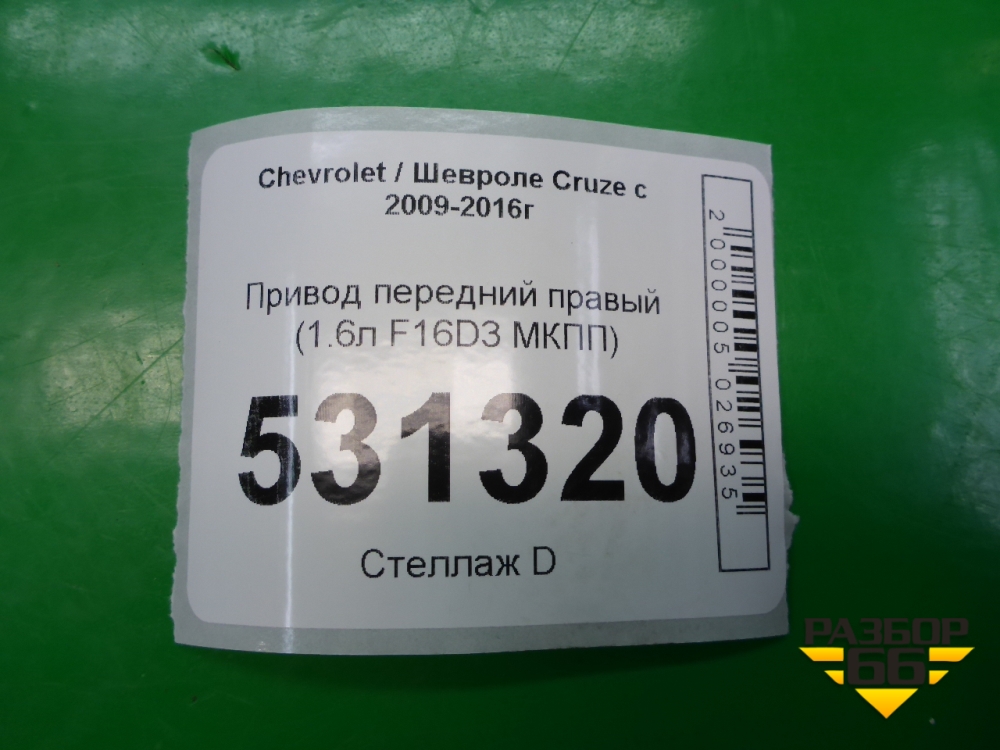 Chevrolet / Шевроле Cruze с
2009-2016г
Привод передний правый
(1.6л F16D3 МКПП)
531320
Стеллаж D
2000005026935
РАЗБОР
66